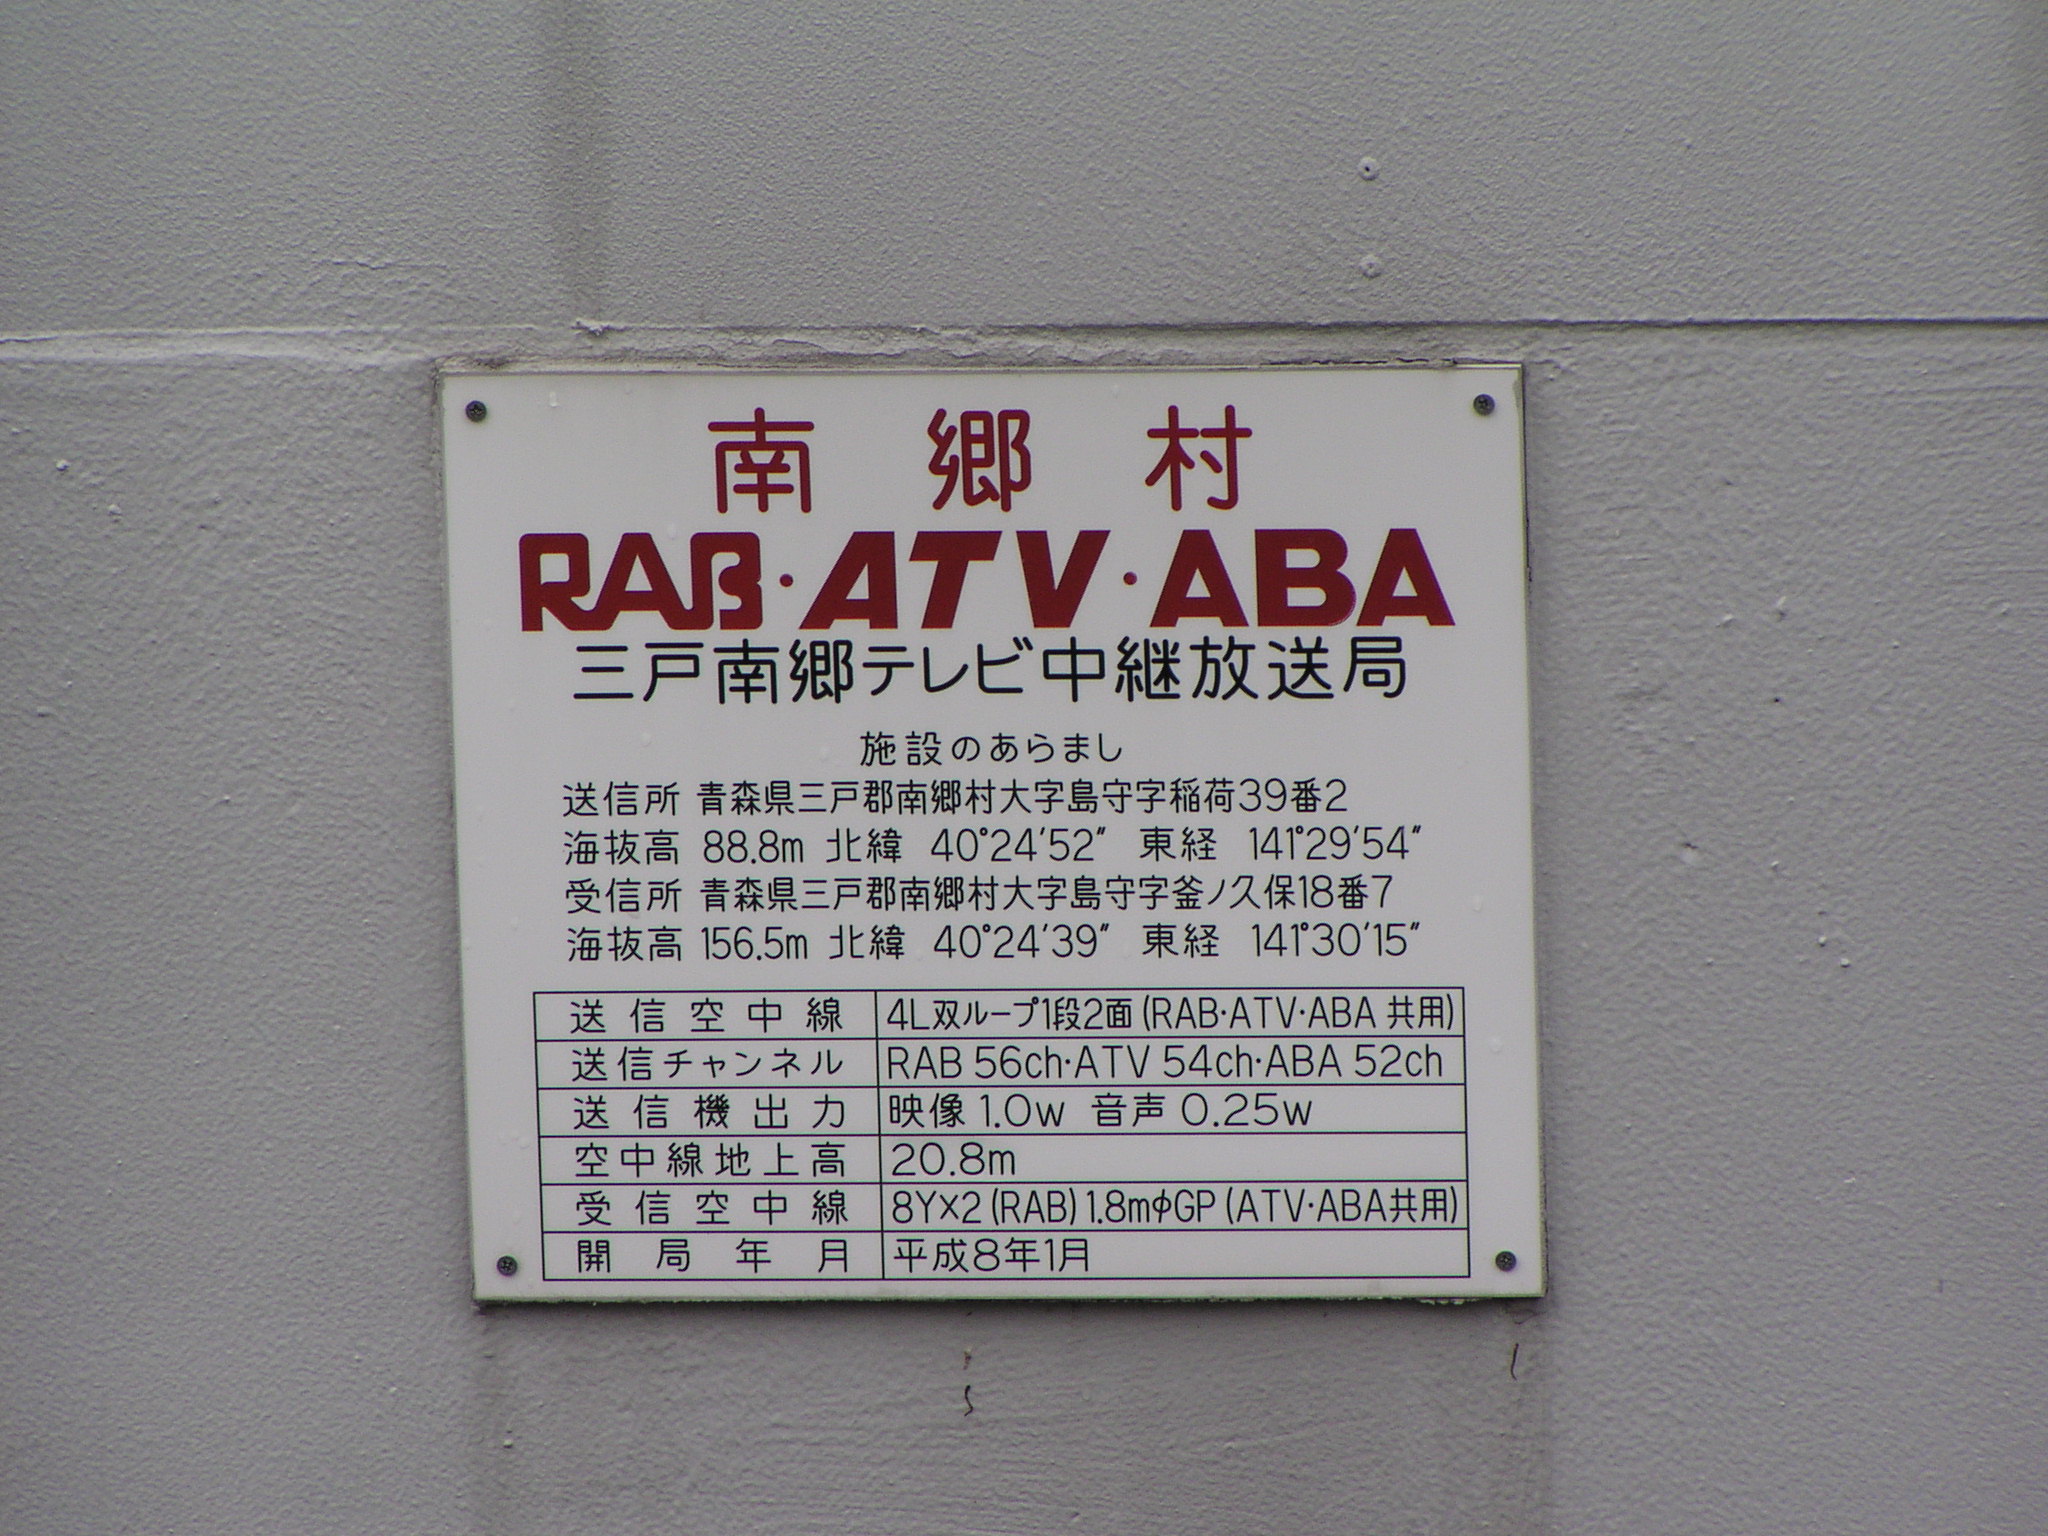 南郷村
RAB・ATV・ABA
三戸南郷テレビ中継放送局
施設のあらまし
送信所 青森県三戸郡南郷村大字島守字稲荷39番2
海抜高 88.8m 北緯 40°24′52″ 東経 141°29′54″
受信所 青森県三戸郡南郷村大字島守字釜ノ久保18番7
海抜高 156.5m 北緯 40°24′39″ 東経 141°30′15″
送信空中線 4L双ループ1段2面(RAB・ATV・ABA 共用)
送信チャンネル RAB 56ch・ATV 54ch・ABA 52ch
送信機出力 映像 1.0w 音声 0.25w
空中線地上高 20.8m
受信空中線 8Y×2(RAB)1.8mφGP(ATV・ABA共用)
開局年月 平成8年1月